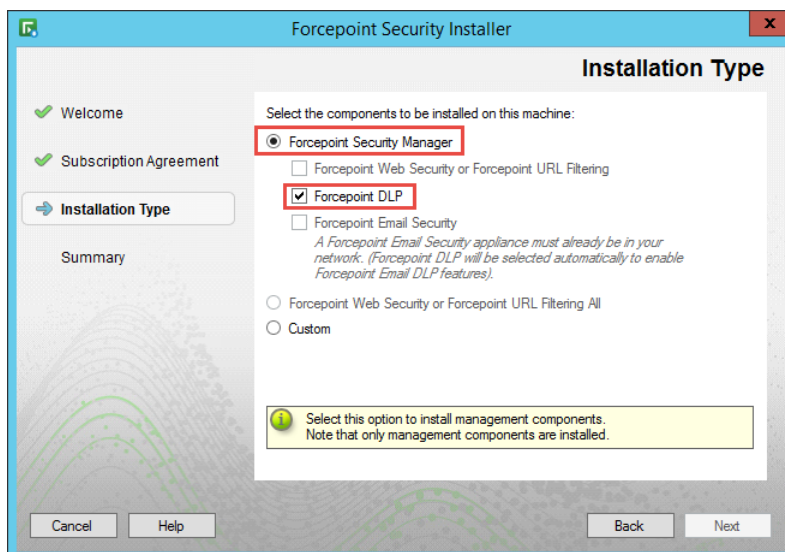 Forcepoint Security Installer
x
Installation Type
Welcome
Subscription Agreement
Installation Type
Summary
Select the components to be installed on this machine:
Forcepoint Security Manager
Forcepoint Web Security or Forcepoint URL Filtering
Forcepoint DLP
Forcepoint Email Security
A Forcepoint Email Security appliance must already be in your
network. (Forcepoint DLP will be selected automatically to enable
Forcepoint Email DLP features).
Forcepoint Web Security or Forcepoint URL Filtering All
Custom
Select this option to install management components.
Note that only management components are installed.
Cancel Help Back Next